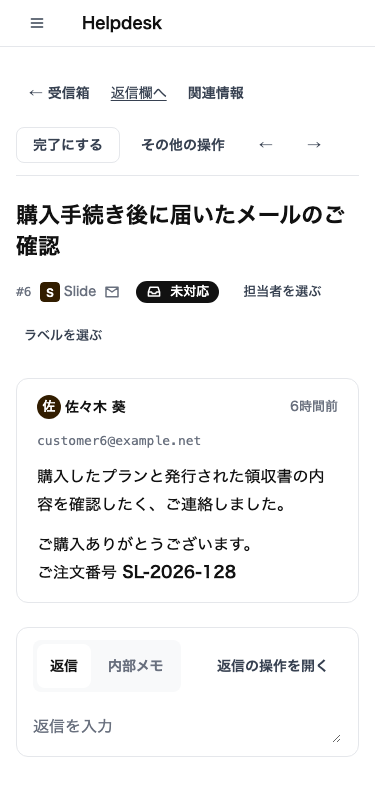 Helpdesk
← 受信箱 返信欄へ 関連情報
完了にする その他の操作 ← →
購入手続き後に届いたメールのご
確認
#6 S Slide 未対応 担当者を選ぶ
ラベルを選ぶ
佐 佐々木 葵 6時間前
customer6@example.net
購入したプランと発行された領収書の内
容を確認したく、ご連絡しました。
ご購入ありがとうございます。
ご注文番号 SL-2026-128
返信 内部メモ 返信の操作を開く
返信を入力